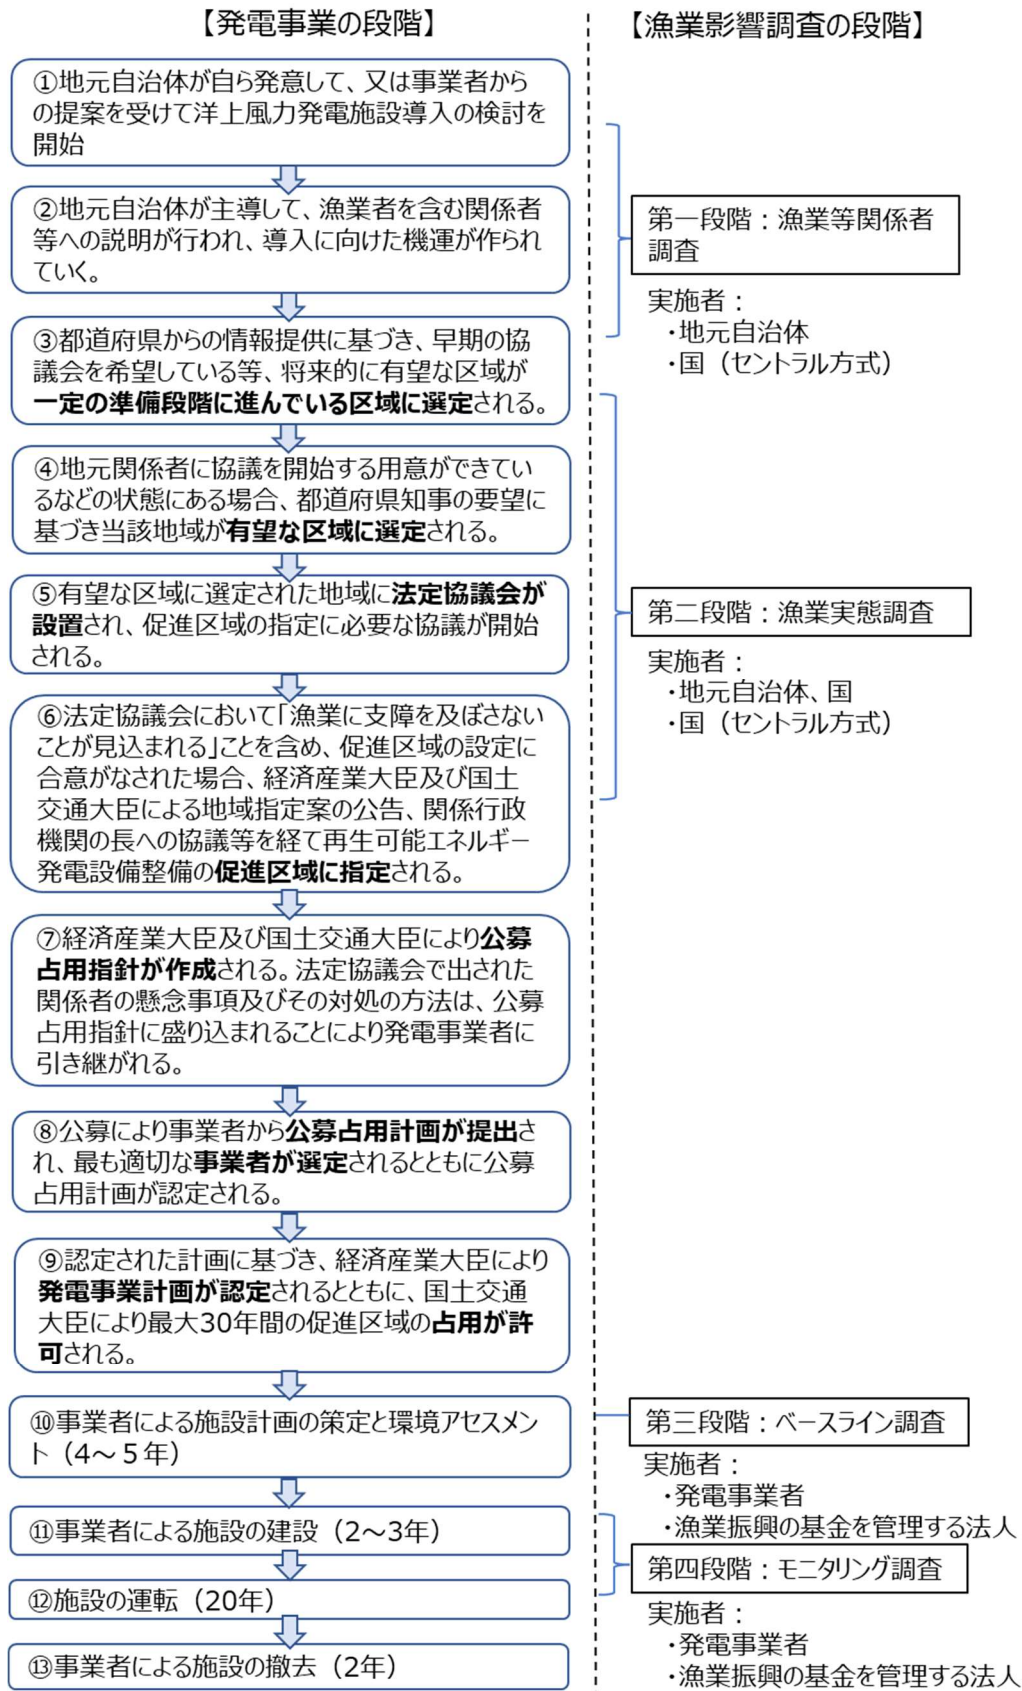 【発電事業の段階】
①地元自治体が自ら発意して、又は事業者から
の提案を受けて洋上風力発電施設導入の検討を
開始
②地元自治体が主導して、漁業者を含む関係者
等への説明が行われ、導入に向けた機運が作られ
ていく。
③都道府県からの情報提供に基づき、早期の協
議会を希望している等、将来的に有望な区域が
一定の準備段階に進んでいる区域に選定される。
④地元関係者に協議を開始する用意ができてい
るなどの状態にある場合、都道府県知事の要望に
基づき当該地域が有望な区域に選定される。
⑤有望な区域に選定された地域に法定協議会が
設置され、促進区域の指定に必要な協議が開始
される。
⑥法定協議会において「漁業に支障を及ぼさない
ことが見込まれる」ことを含め、促進区域の設定に
合意がなされた場合、経済産業大臣及び国土
交通大臣による地域指定案の公告、関係行政
機関の長への協議等を経て再生可能エネルギー
発電設備整備の促進区域に指定される。
⑦経済産業大臣及び国土交通大臣により公募
占用指針が作成される。法定協議会で出された
関係者の懸念事項及びその対処の方法は、公募
占用指針に盛り込まれることにより発電事業者に
引き継がれる。
⑧公募により事業者から公募占用計画が提出さ
れ、最も適切な事業者が選定されるとともに公募
占用計画が認定される。
⑨認定された計画に基づき、経済産業大臣により
発電事業計画が認定されるとともに、国土交通
大臣により最大30年間の促進区域の占用が許
可される。
⑩事業者による施設計画の策定と環境アセスメン
ト（4～５年）
⑪事業者による施設の建設（2～3年）
⑫施設の運転（20年）
⑬事業者による施設の撤去（2年）
【漁業影響調査の段階】
第一段階：漁業等関係者
調査
実施者：
・地元自治体
・国（セントラル方式）
第二段階：漁業実態調査
実施者：
・地元自治体、国
・国（セントラル方式）
第三段階：ベースライン調査
実施者：
・発電事業者
・漁業振興の基金を管理する法人
第四段階：モニタリング調査
実施者：
・発電事業者
・漁業振興の基金を管理する法人